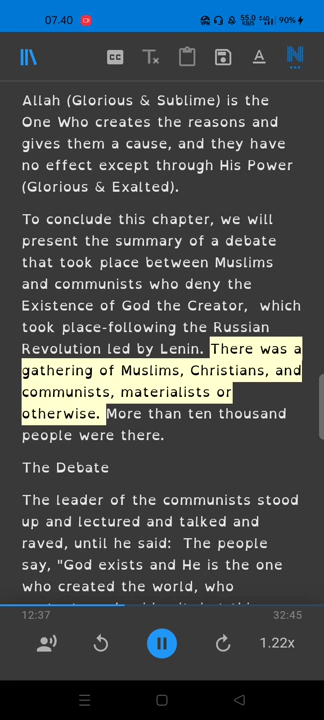 07.40
55.0
KB/s
90%
CC
Allah (Glorious & Sublime) is the
One Who creates the reasons and
gives them a cause, and they have
no effect except through His Power
(Glorious & Exalted).
To conclude this chapter, we will
present the summary of a debate
that took place between Muslims
and communists who deny the
Existence of God the Creator,  which
took place-following the Russian
Revolution led by Lenin. There was a
gathering of Muslims, Christians, and
communists, materialists or
otherwise. More than ten thousand
people were there.
The Debate
The leader of the communists stood
up and lectured and talked and
raved, until he said:  The people
say, "God exists and He is the one
who created the world, who
12:37
32:45
1.22x